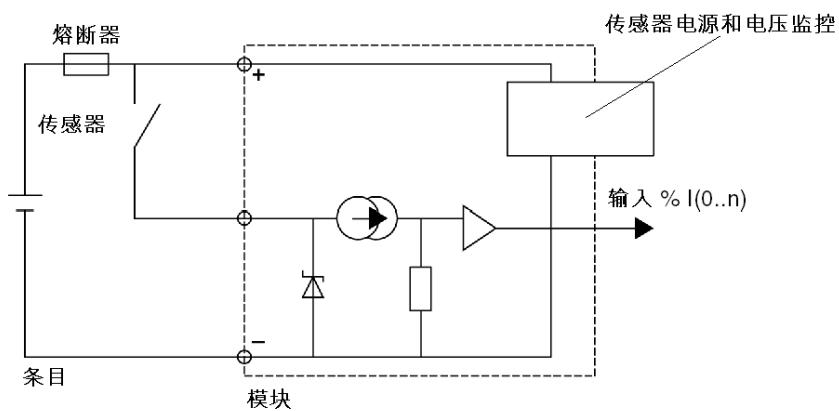 传感器电源和电压监控
熔断器
+
传感器
输入 % I(0..n)
−
条目
模块